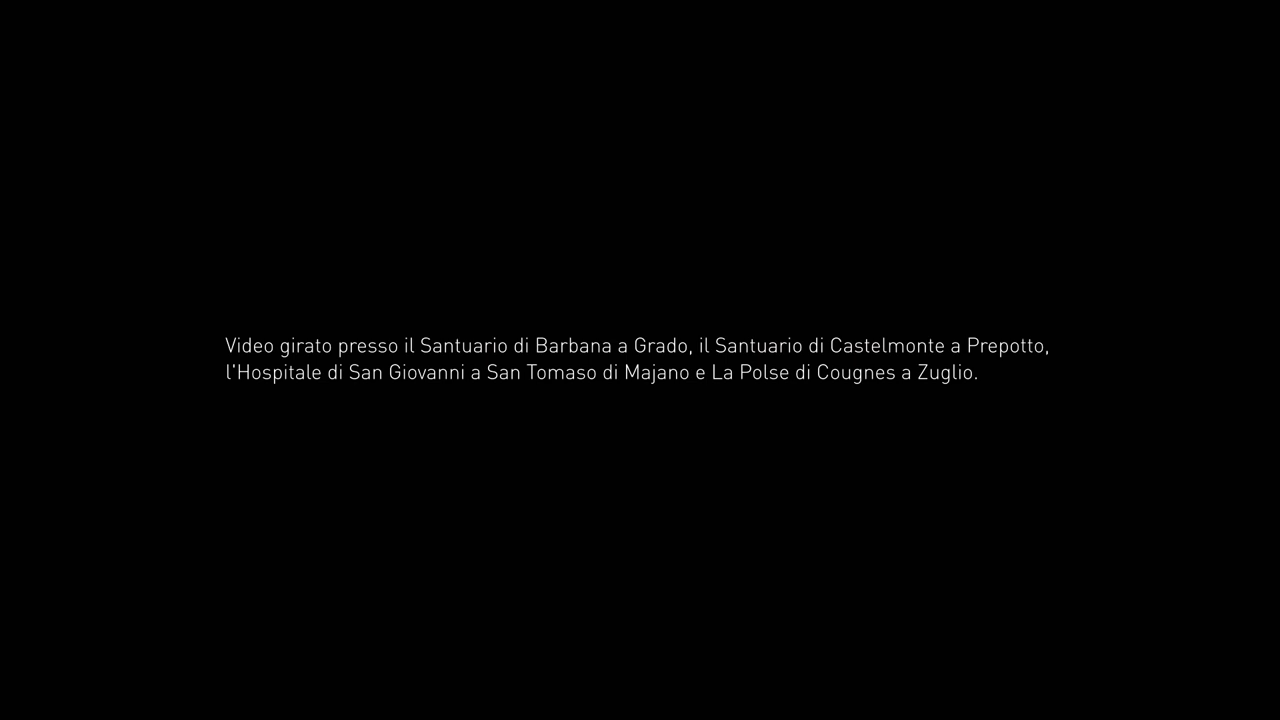 Video girato presso il Santuario di Barbana a Grado, il Santuario di Castelmonte a Prepotto,
l'Hospitale di San Giovanni a San Tomaso di Majano e La Polse di Cougnes a Zuglio.